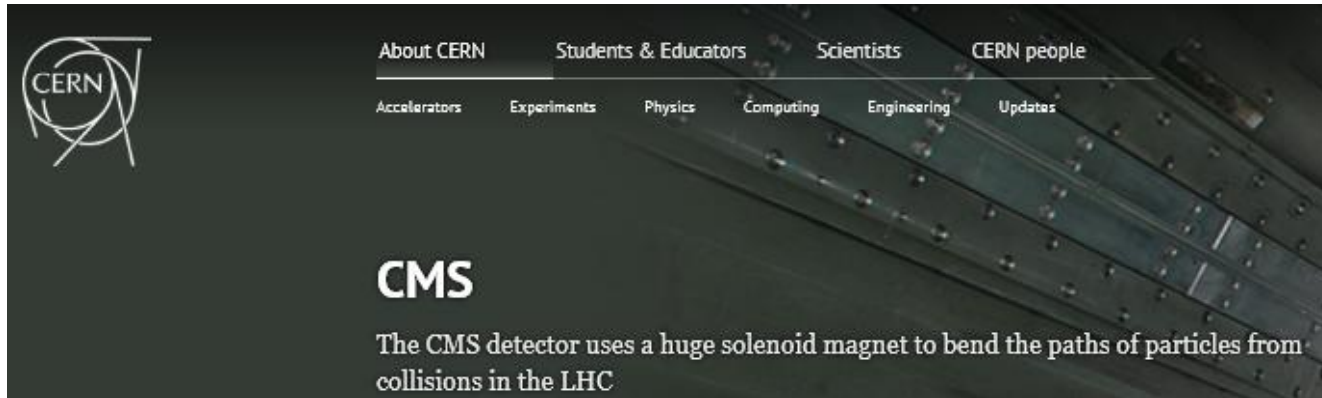 CERN
About CERN Students & Educators Scientists CERN people
Accelerators Experiments Physics Computing Engineering Updates
CMS
The CMS detector uses a huge solenoid magnet to bend the paths of particles from
collisions in the LHC